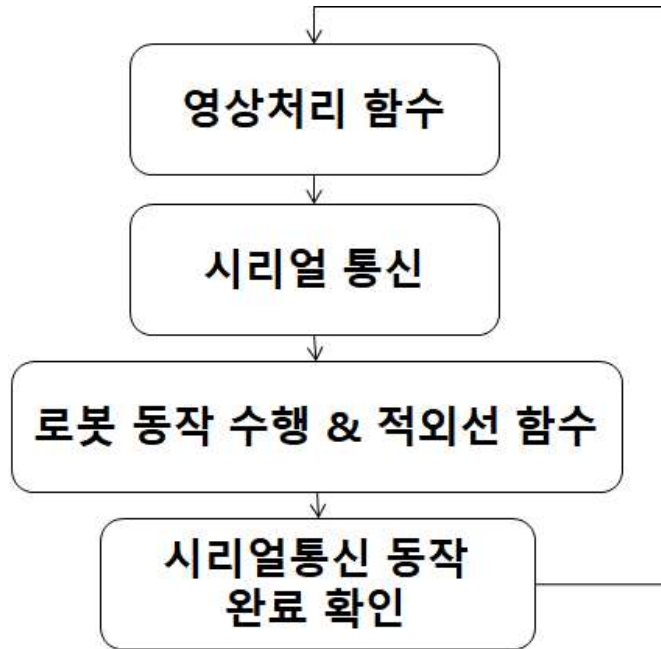 영상처리 함수
시리얼 통신
로봇 동작 수행 & 적외선 함수
시리얼통신 동작
완료 확인